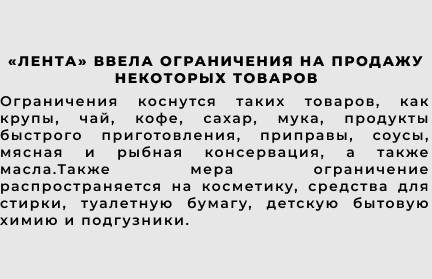 «ЛЕНТА» ВВЕЛА ОГРАНИЧЕНИЯ НА ПРОДАЖУ
НЕКОТОРЫХ ТОВАРОВ
Ограничения коснутся таких товаров, как
крупы, чай, кофе, сахар, мука, продукты
быстрого приготовления, приправы, соусы,
мясная и рыбная консервация, а также
масла.Также мера ограничение
распространяется на косметику, средства для
стирки, туалетную бумагу, детскую бытовую
химию и подгузники.